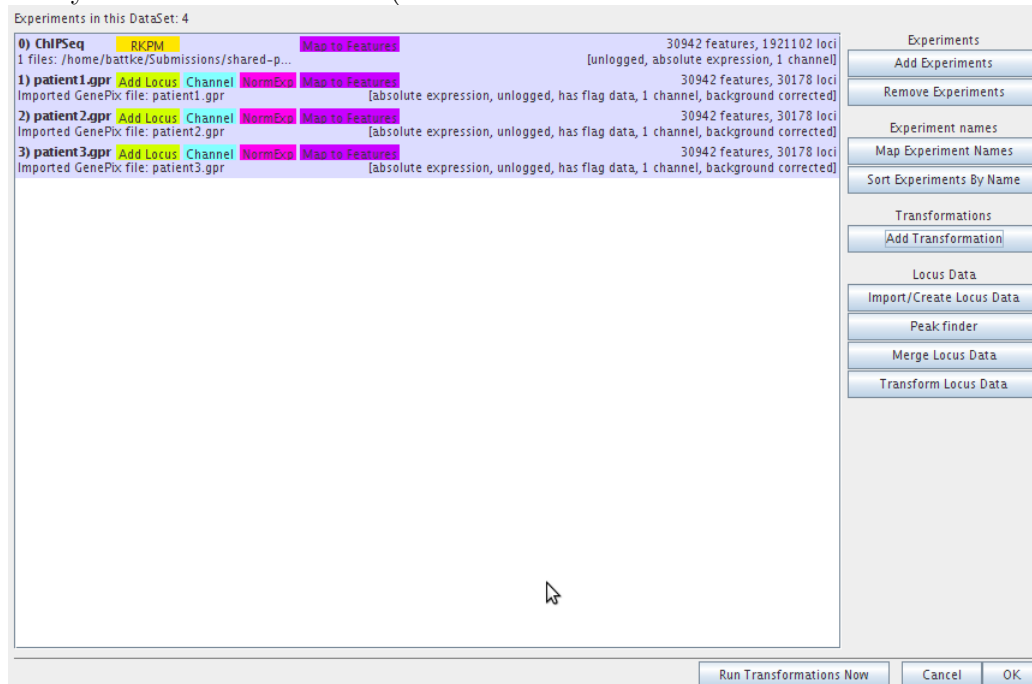 Experiments in this DataSet: 4
0) ChIPSeq RKPM Map to Features 30942 features, 1921102 loci
1 files: /home/battke/Submissions/shared-p... [unlogged, absolute expression, 1 channel]
1) patient1.gpr Add Locus Channel NormExp Map to Features 30942 features, 30178 loci
Imported GenePix file: patient1.gpr [absolute expression, unlogged, has flag data, 1 channel, background corrected]
2) patient2.gpr Add Locus Channel NormExp Map to Features 30942 features, 30178 loci
Imported GenePix file: patient2.gpr [absolute expression, unlogged, has flag data, 1 channel, background corrected]
3) patient3.gpr Add Locus Channel NormExp Map to Features 30942 features, 30178 loci
Imported GenePix file: patient3.gpr [absolute expression, unlogged, has flag data, 1 channel, background corrected]
Experiments
Add Experiments
Remove Experiments
Experiment names
Map Experiment Names
Sort Experiments By Name
Transformations
Add Transformation
Locus Data
Import/Create Locus Data
Peak finder
Merge Locus Data
Transform Locus Data
Run Transformations Now Cancel OK